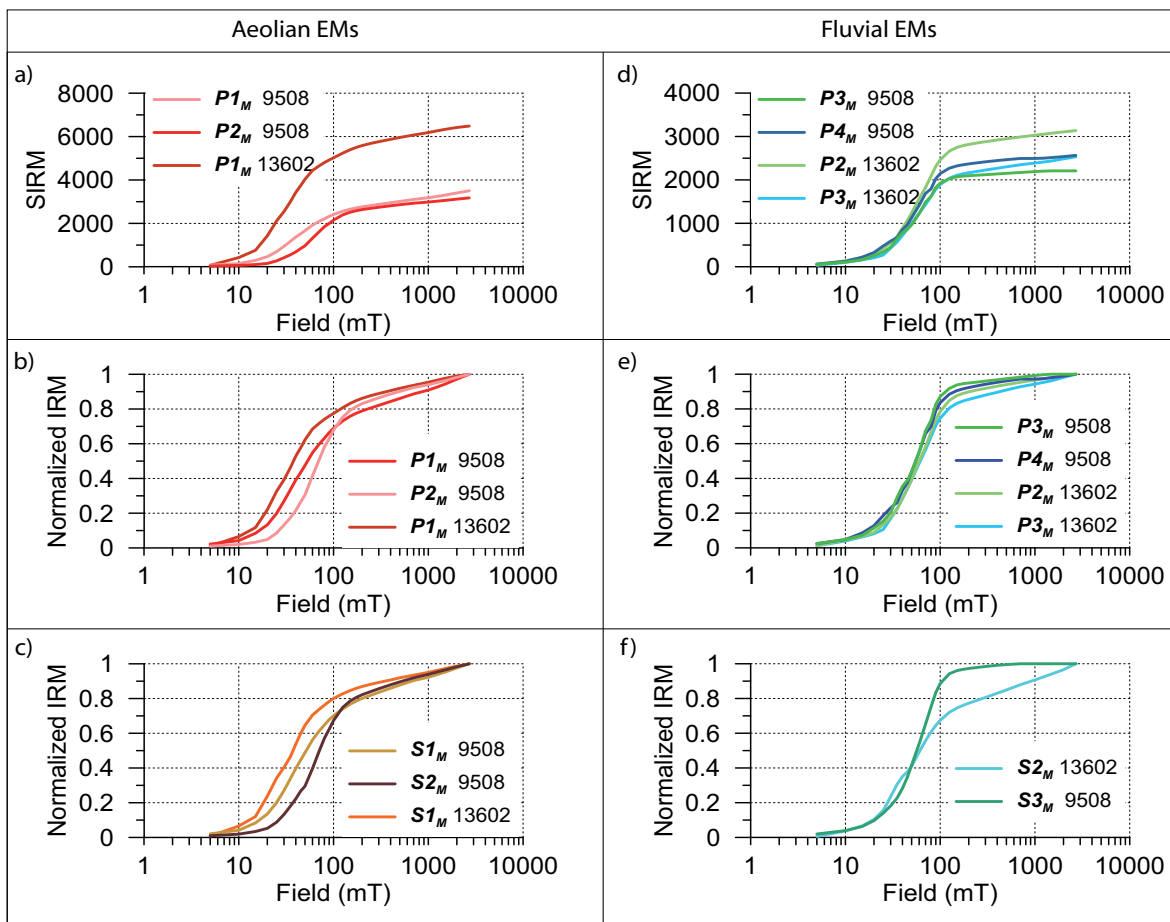 Aeolian EMs
Fluvial EMs
a)
8000
6000
4000
2000
0
SIRM
P1M 9508
P2M 9508
P1M 13602
1 10 100 1000 10000
Field (mT)
d)
4000
3000
2000
1000
0
SIRM
P3M 9508
P4M 9508
P2M 13602
P3M 13602
1 10 100 1000 10000
Field (mT)
b)
1
0.8
0.6
0.4
0.2
0
Normalized IRM
P1M 9508
P2M 9508
P1M 13602
1 10 100 1000 10000
Field (mT)
e)
1
0.8
0.6
0.4
0.2
0
Normalized IRM
P3M 9508
P4M 9508
P2M 13602
P3M 13602
1 10 100 1000 10000
Field (mT)
c)
1
0.8
0.6
0.4
0.2
0
Normalized IRM
S1M 9508
S2M 9508
S1M 13602
1 10 100 1000 10000
Field (mT)
f)
1
0.8
0.6
0.4
0.2
0
Normalized IRM
S2M 13602
S3M 9508
1 10 100 1000 10000
Field (mT)